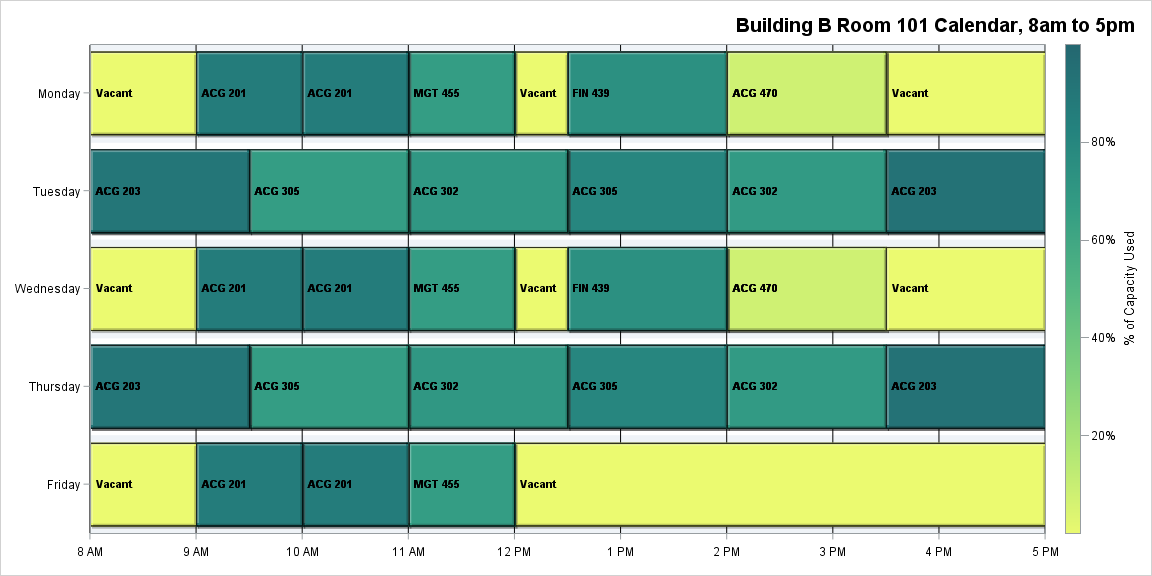 Building B Room 101 Calendar, 8am to 5pm
Monday
Vacant
ACG 201
ACG 201
MGT 455
Vacant
FIN 439
ACG 470
Vacant
Tuesday
ACG 203
ACG 305
ACG 302
ACG 305
ACG 302
ACG 203
Wednesday
Vacant
ACG 201
ACG 201
MGT 455
Vacant
FIN 439
ACG 470
Vacant
Thursday
ACG 203
ACG 305
ACG 302
ACG 305
ACG 302
ACG 203
Friday
Vacant
ACG 201
ACG 201
MGT 455
Vacant
8 AM
9 AM
10 AM
11 AM
12 PM
1 PM
2 PM
3 PM
4 PM
5 PM
80%
60%
40%
20%
% of Capacity Used